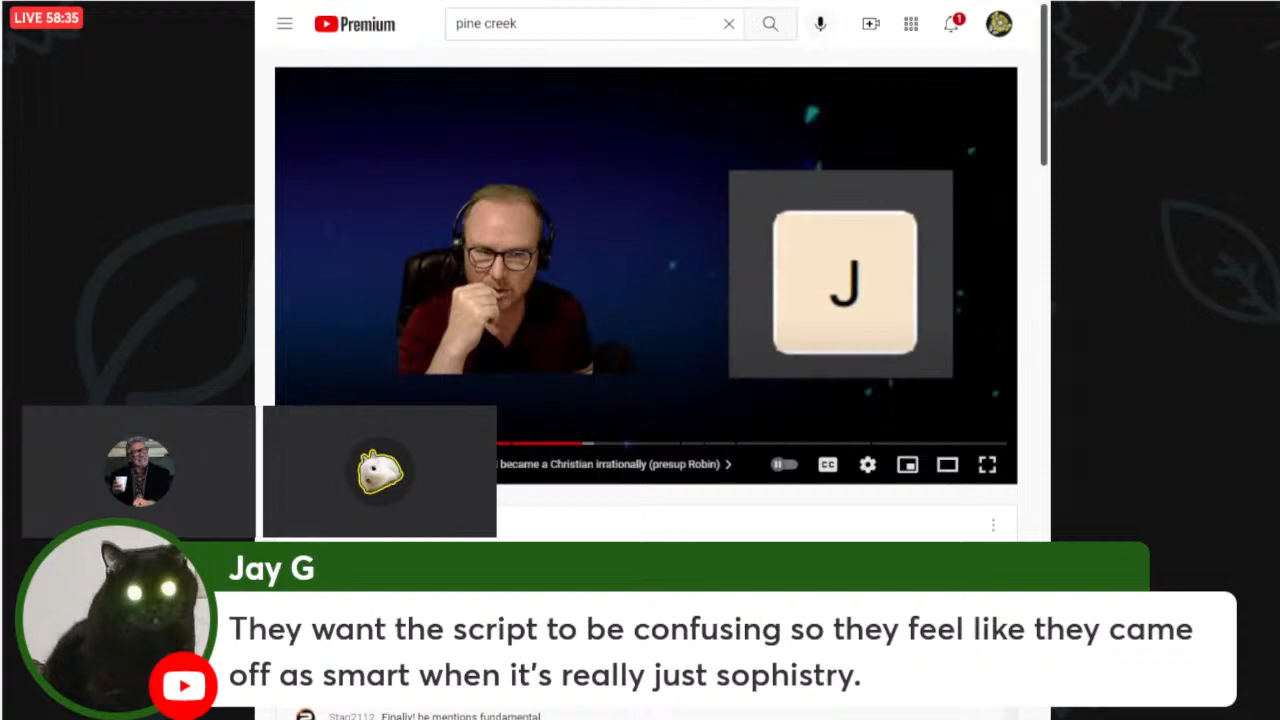 LIVE 58:35
Premium
pine creek
1
J
became a Christian irrationally (presup Robin)
CC
Jay G
They want the script to be confusing so they feel like they came
off as smart when it's really just sophistry.
Stan2112 Finally! he mentions fundamental